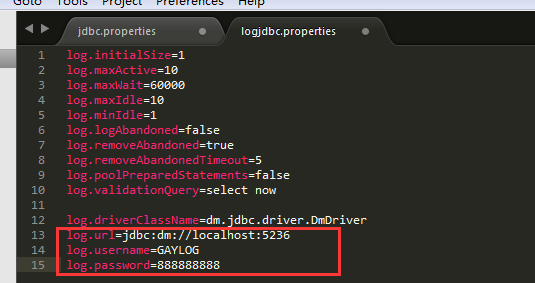 Goto Tools Project Preferences Help
jdbc.properties
logjdbc.properties
1 log.initialSize=1
2 log.maxActive=10
3 log.maxWait=60000
4 log.maxIdle=10
5 log.minIdle=1
6 log.logAbandoned=false
7 log.removeAbandoned=true
8 log.removeAbandonedTimeout=5
9 log.poolPreparedStatements=false
10 log.validationQuery=select now
11
12 log.driverClassName=dm.jdbc.driver.DmDriver
13 log.url=jdbc:dm://localhost:5236
14 log.username=GAYLOG
15 log.password=888888888